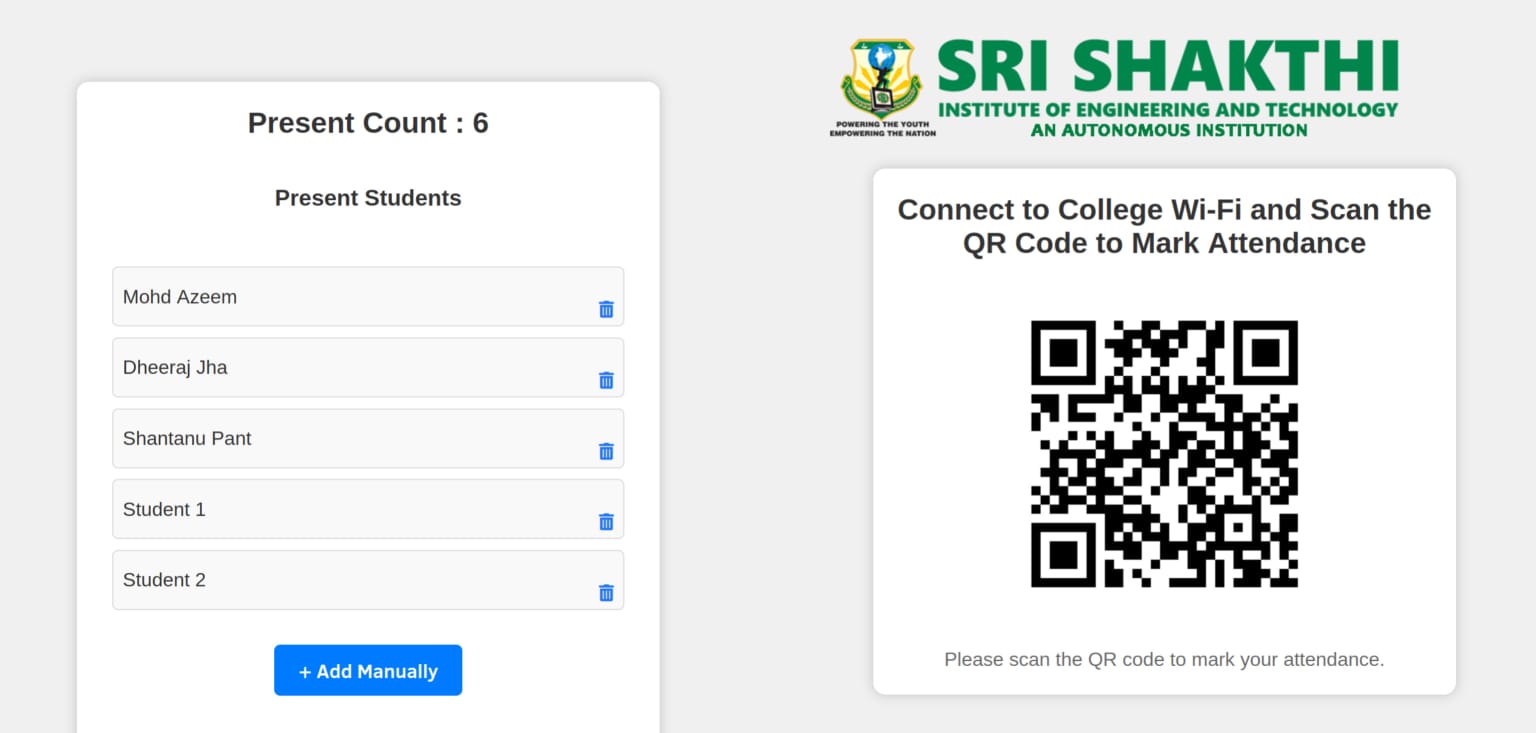 Present Count : 6
Present Students
Mohd Azeem
Dheeraj Jha
Shantanu Pant
Student 1
Student 2
+ Add Manually
SRI SHAKTHI
INSTITUTE OF ENGINEERING AND TECHNOLOGY
AN AUTONOMOUS INSTITUTION
POWERING THE YOUTH
EMPOWERING THE NATION
Connect to College Wi-Fi and Scan the
QR Code to Mark Attendance
Please scan the QR code to mark your attendance.